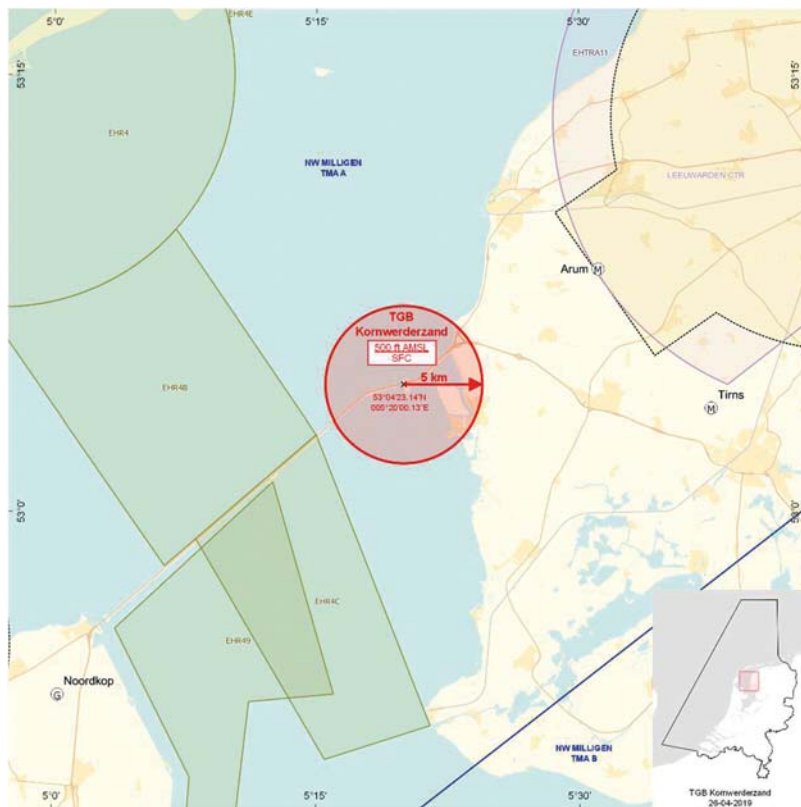 EHR4E
5°0'
5°15'
5°30'
53°15'
53°15'
EHTRA11
EHR4
NW MILLIGEN
TMA A
LEEUWARDEN CTR
Arum
M
TGB
Kornwerderzand
500 ft AMSL
SFC
5 km
53°04'23.14"N
005°20'00.13"E
EHR4B
Tirns
M
53°0'
53°0'
EHR4C
EHR49
Noordkop
G
NW MILLIGEN
TMA B
5°0'
5°15'
5°30'
TGB Kornwerderzand
26-04-2019